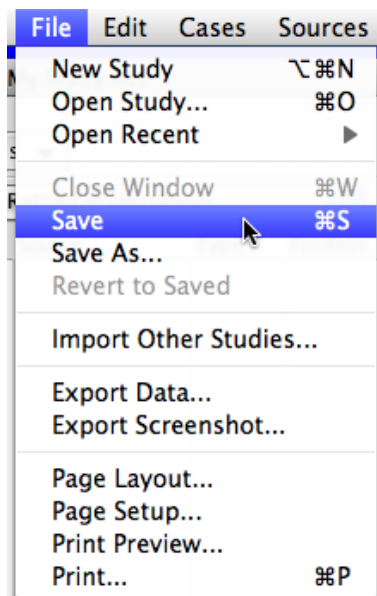 File Edit Cases Sources
New Study ⌥⌘N
Open Study... ⌘O
Open Recent ▶
Close Window ⌘W
Save ⌘S
Save As...
Revert to Saved
Import Other Studies...
Export Data...
Export Screenshot...
Page Layout...
Page Setup...
Print Preview...
Print... ⌘P